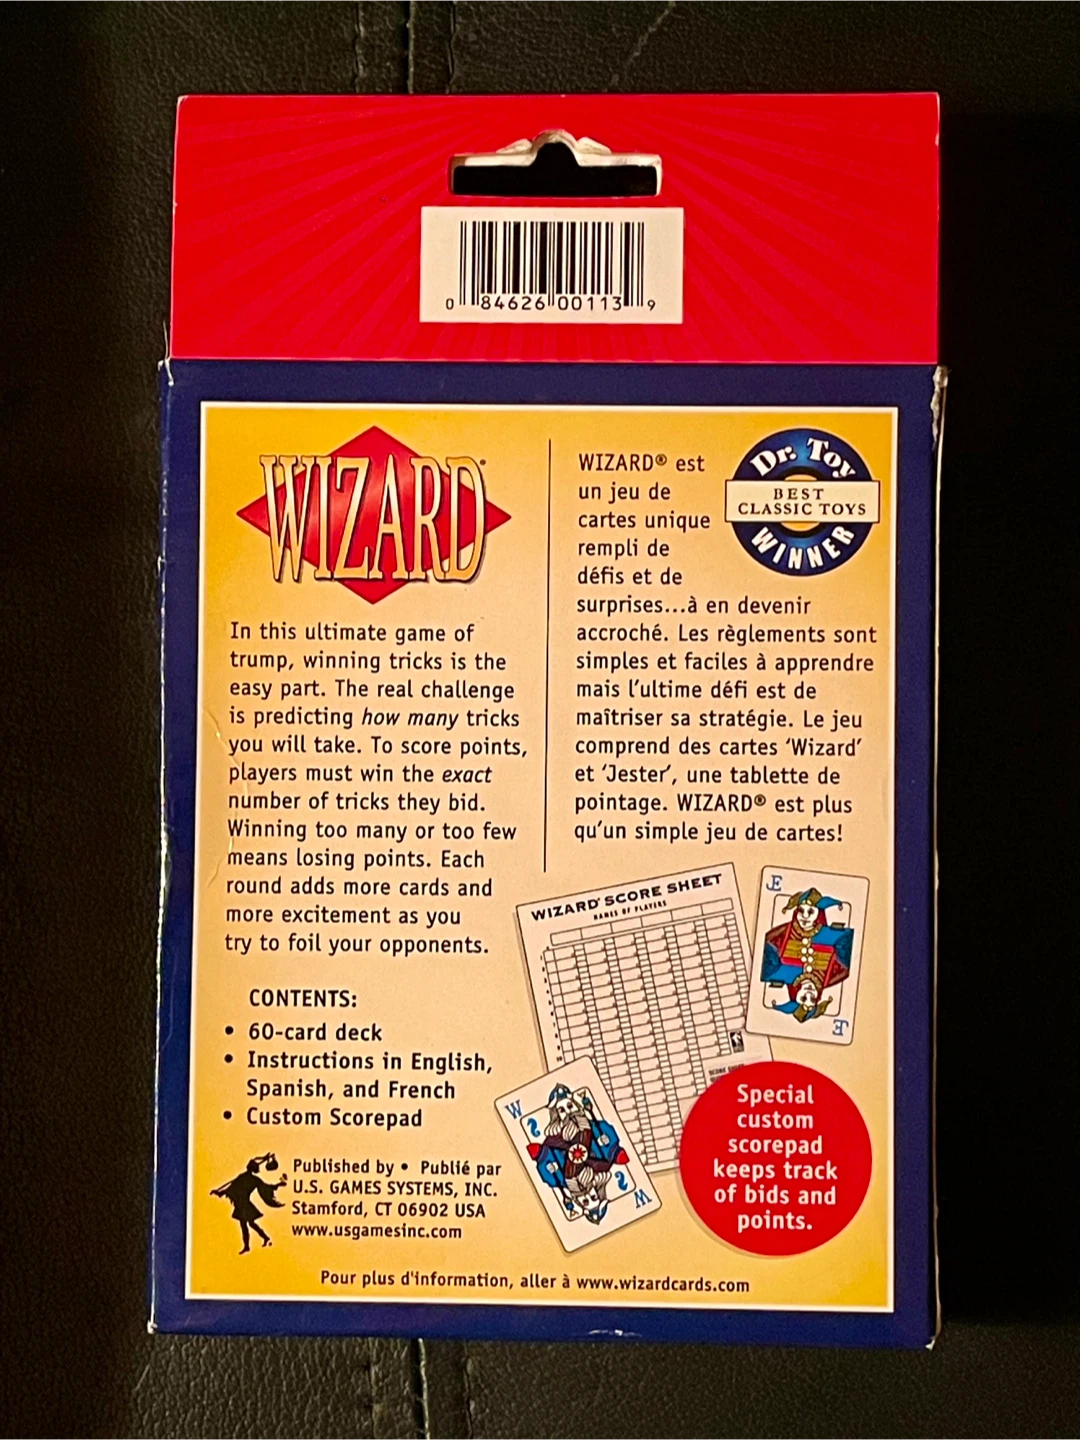 0 84626 00113 9
WIZARD®
In this ultimate game of
trump, winning tricks is the
easy part. The real challenge
is predicting how many tricks
you will take. To score points,
players must win the exact
number of tricks they bid.
Winning too many or too few
means losing points. Each
round adds more cards and
more excitement as you
try to foil your opponents.
CONTENTS:
• 60-card deck
• Instructions in English,
Spanish, and French
• Custom Scorepad
Published by • Publié par
U.S. GAMES SYSTEMS, INC.
Stamford, CT 06902 USA
www.usgamesinc.com
WIZARD® est
un jeu de
cartes unique
rempli de
défis et de
surprises...à en devenir
accroché. Les règlements sont
simples et faciles à apprendre
mais l'ultime défi est de
maîtriser sa stratégie. Le jeu
comprend des cartes ‘Wizard’
et ‘Jester’, une tablette de
pointage. WIZARD® est plus
qu'un simple jeu de cartes!
Dr. Toy
BEST
CLASSIC TOYS
WINNER
WIZARD® SCORE SHEET
NAMES OF PLAYERS
JE
JE
W
W
Special
custom
scorepad
keeps track
of bids and
points.
Pour plus d'information, aller à www.wizardcards.com